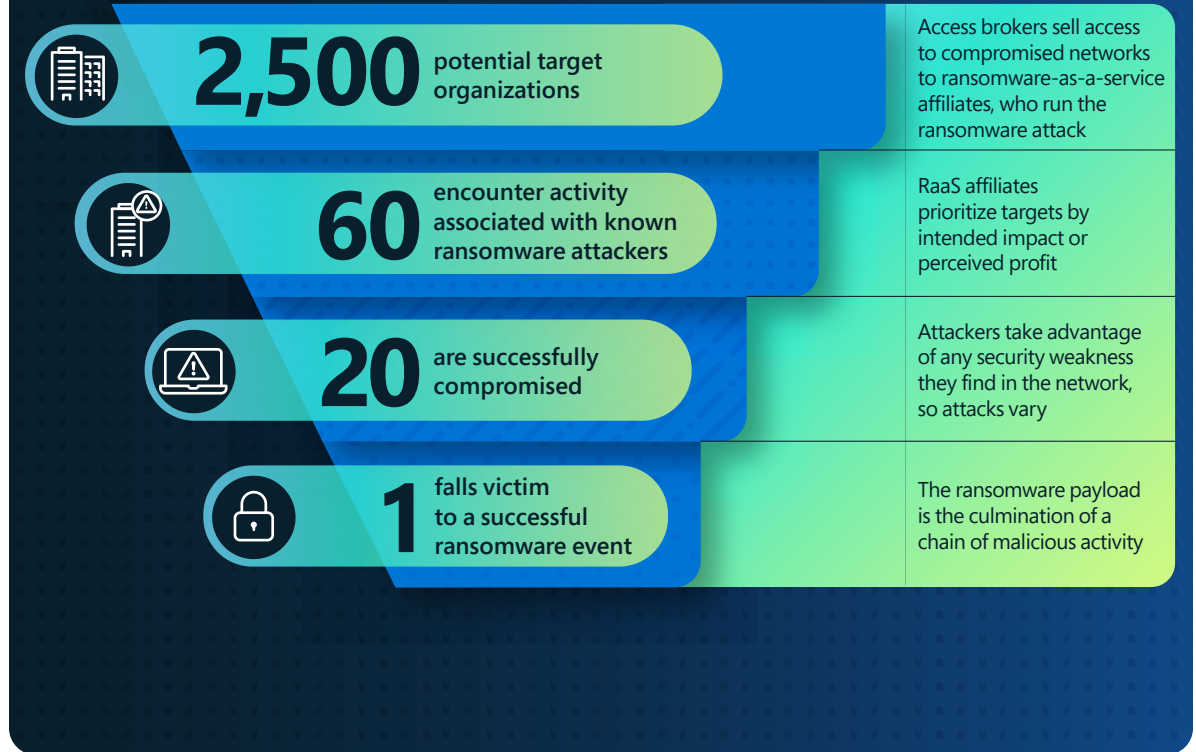 2,500
potential target
organizations
Access brokers sell access
to compromised networks
to ransomware-as-a-service
affiliates, who run the
ransomware attack
60
encounter activity
associated with known
ransomware attackers
RaaS affiliates
prioritize targets by
intended impact or
perceived profit
20
are successfully
compromised
Attackers take advantage
of any security weakness
they find in the network,
so attacks vary
1
falls victim
to a successful
ransomware event
The ransomware payload
is the culmination of a
chain of malicious activity